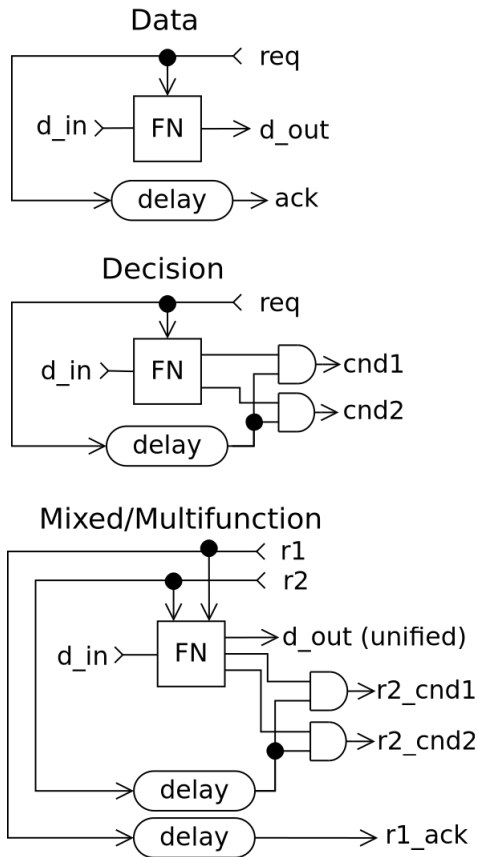 Data
req
d_in FN d_out
delay ack
Decision
req
d_in FN cnd1
cnd2
delay
Mixed/Multifunction
r1
r2
d_in FN d_out (unified)
r2_cnd1
r2_cnd2
delay
delay r1_ack